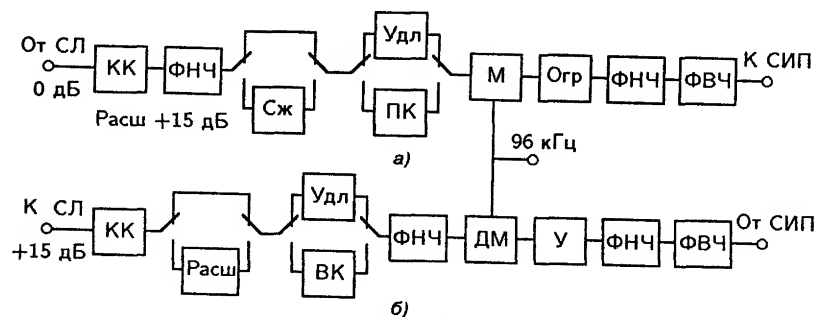 От СЛ
0 дБ
КК
ФНЧ
Расш +15 дБ
Сж
Удл
ПК
М
Огр
ФНЧ
ФВЧ
К СИП
а)
96 кГц
К СЛ
+15 дБ
КК
Расш
Удл
ВК
ФНЧ
ДМ
У
ФНЧ
ФВЧ
От СИП
б)